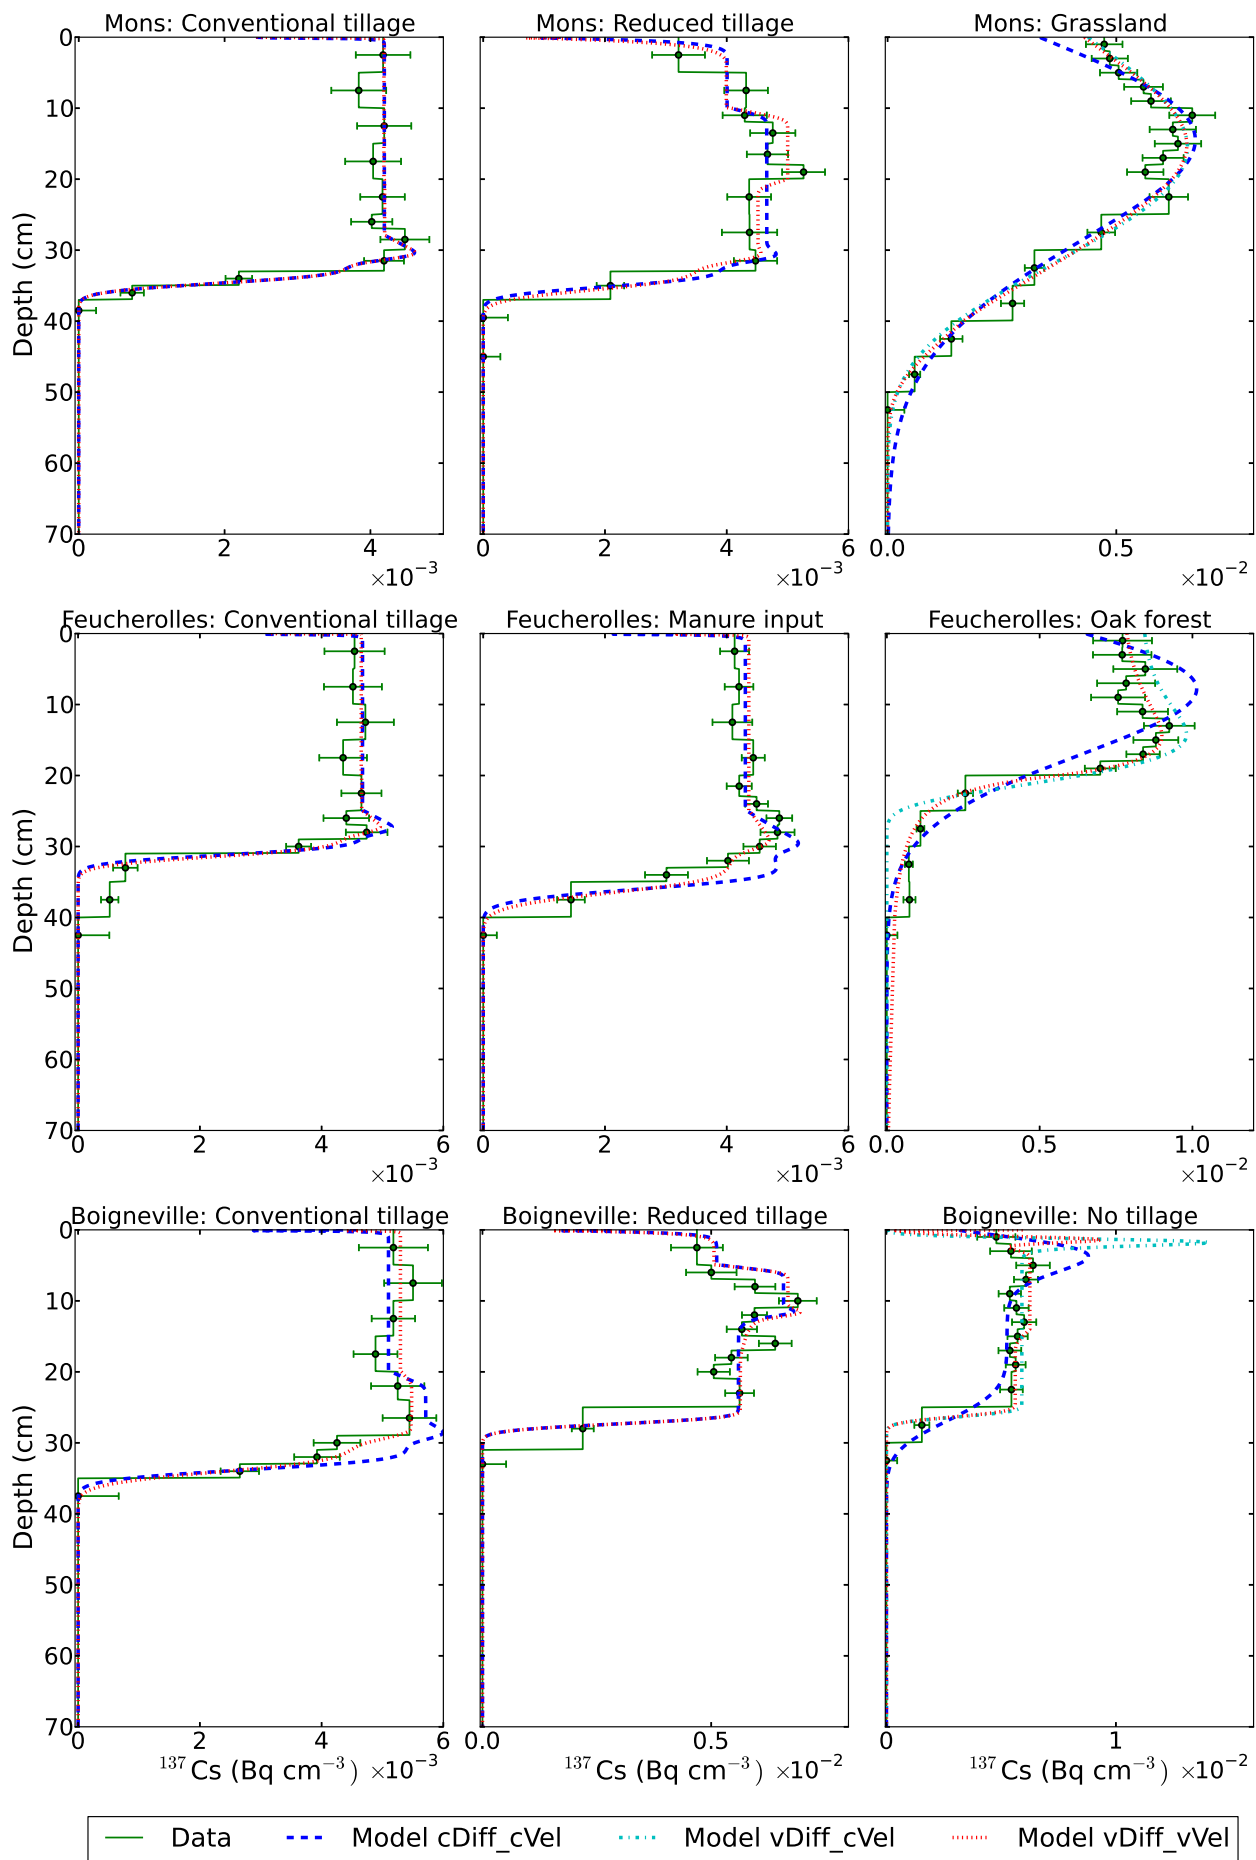 Mons: Conventional tillage
Mons: Reduced tillage
Mons: Grassland
0
10
20
30
40
50
60
70
Depth (cm)
0 2 4
×10⁻³
0 2 4 6
×10⁻³
0.0 0.5
×10⁻²
Feucherolles: Conventional tillage
Feucherolles: Manure input
Feucherolles: Oak forest
0
10
20
30
40
50
60
70
Depth (cm)
0 2 4 6
×10⁻³
0 2 4 6
×10⁻³
0.0 0.5 1.0
×10⁻²
Boigneville: Conventional tillage
Boigneville: Reduced tillage
Boigneville: No tillage
0
10
20
30
40
50
60
70
Depth (cm)
0 2 4 6
¹³⁷Cs (Bq cm⁻³) ×10⁻³
0.0 0.5
¹³⁷Cs (Bq cm⁻³) ×10⁻²
0 1
¹³⁷Cs (Bq cm⁻³) ×10⁻²
Data Model cDiff_cVel Model vDiff_cVel Model vDiff_vVel